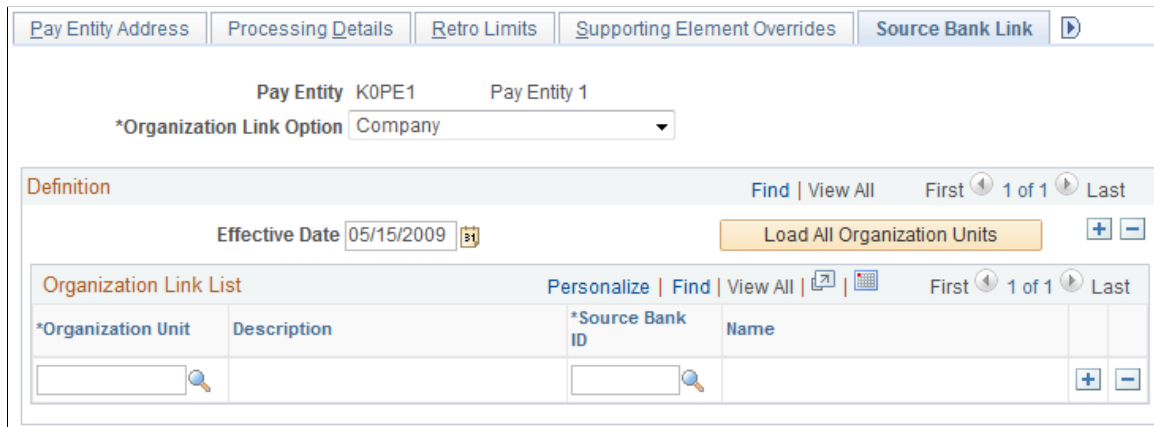 Pay Entity Address Processing Details Retro Limits Supporting Element Overrides Source Bank Link
Pay Entity K0PE1 Pay Entity 1
*Organization Link Option Company
Definition Find | View All First 1 of 1 Last
Effective Date 05/15/2009 31 Load All Organization Units
Organization Link List Personalize | Find | View All | | First 1 of 1 Last
*Organization Unit Description *Source Bank ID Name